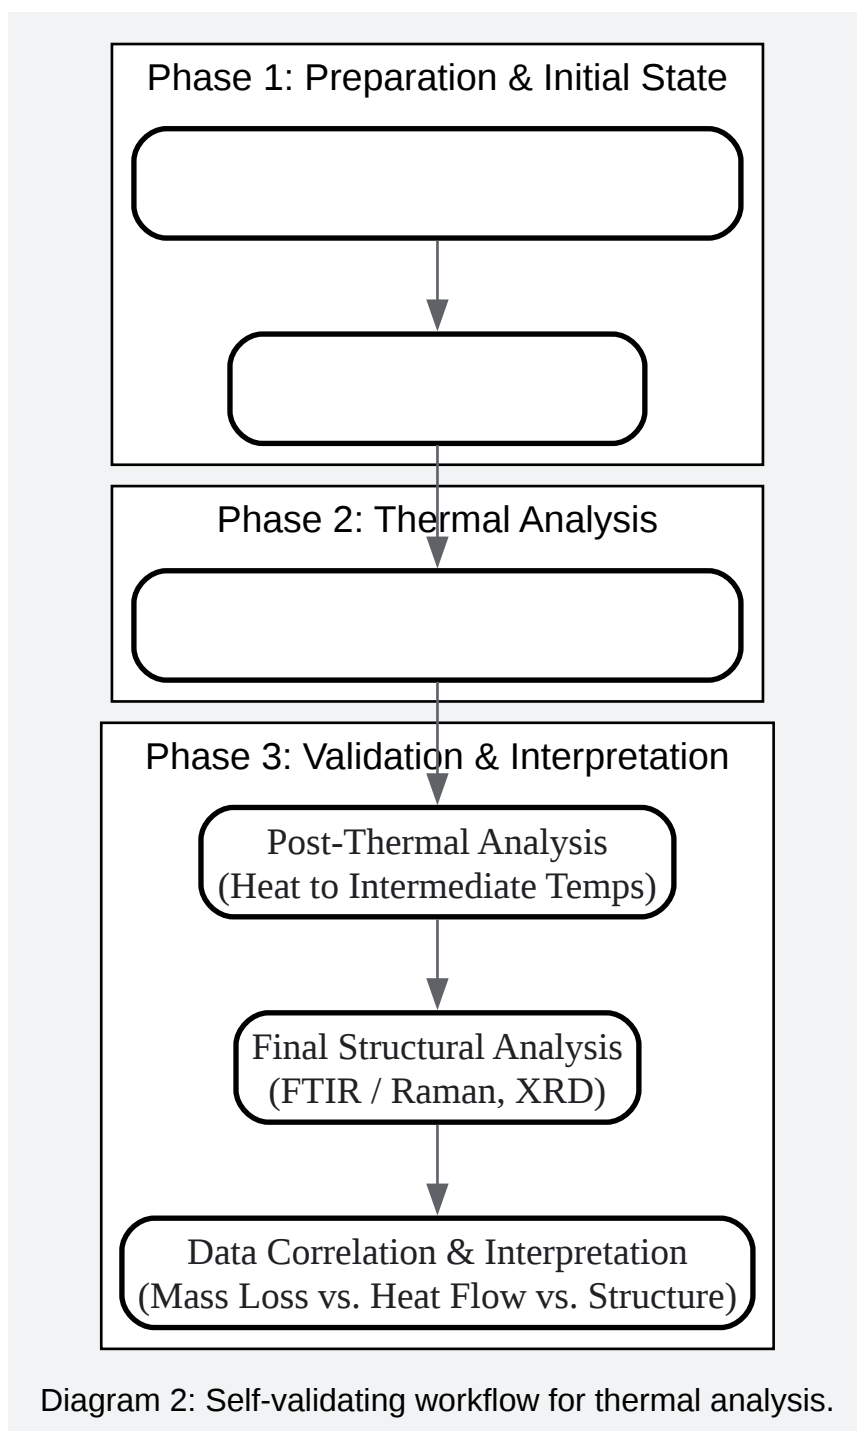 Phase 1: Preparation & Initial State
Phase 2: Thermal Analysis
Phase 3: Validation & Interpretation
Post-Thermal Analysis
(Heat to Intermediate Temps)
Final Structural Analysis
(FTIR / Raman, XRD)
Data Correlation & Interpretation
(Mass Loss vs. Heat Flow vs. Structure)
Diagram 2: Self-validating workflow for thermal analysis.